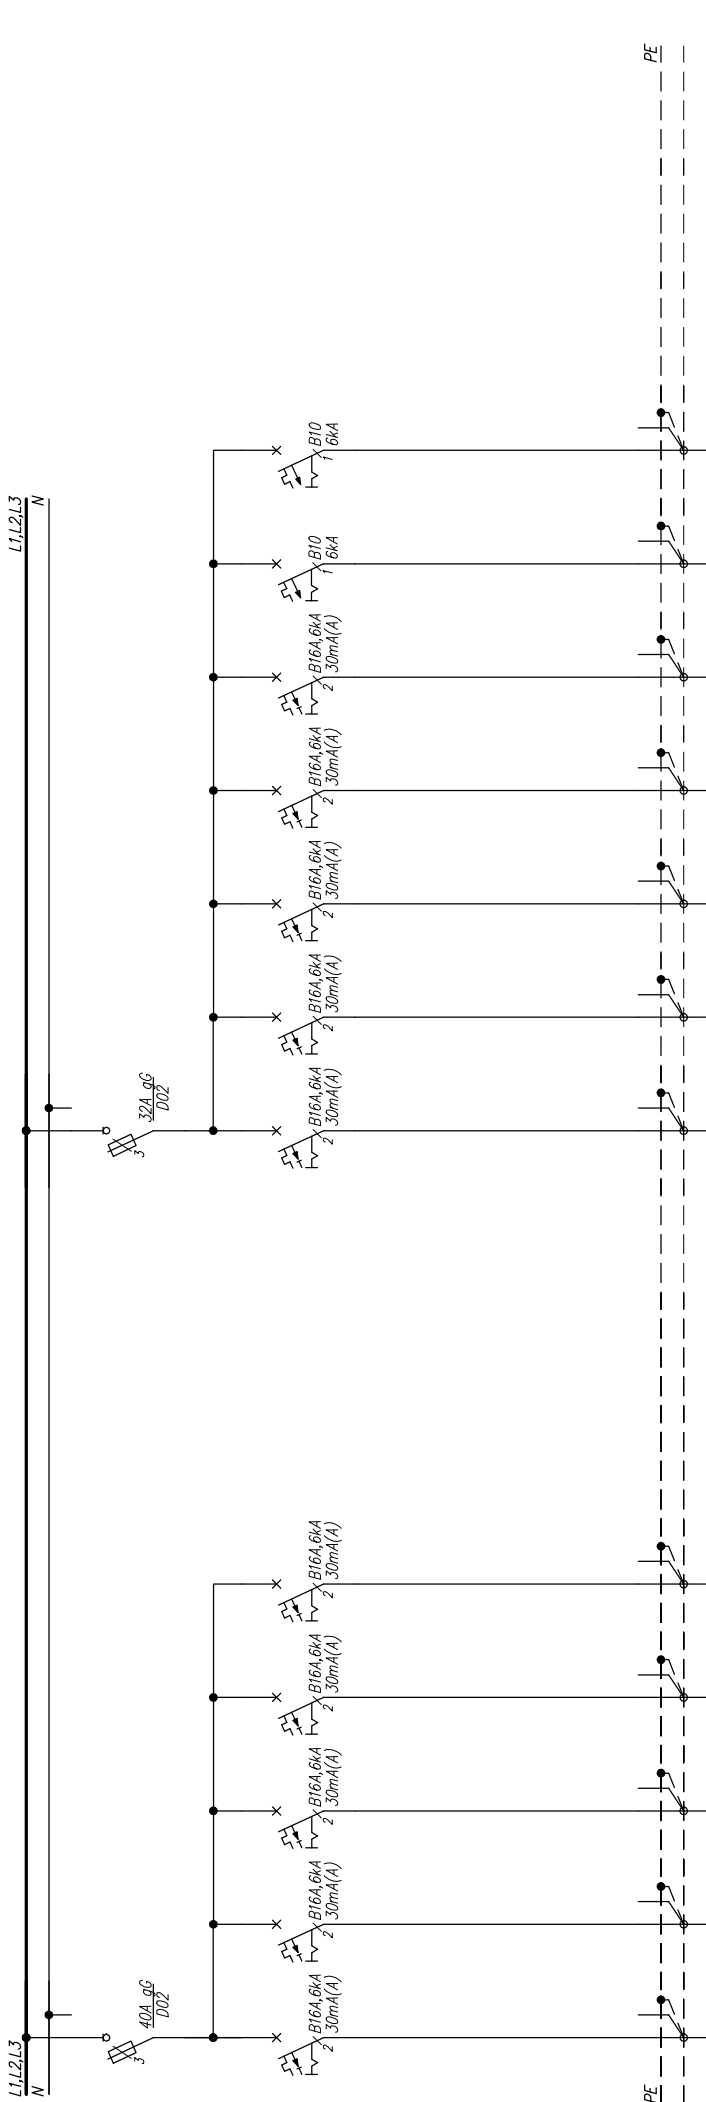 L1,L2,L3
N
40A gG
D02
3
B16A,6kA
30mA(A)
2
B16A,6kA
30mA(A)
2
B16A,6kA
30mA(A)
2
B16A,6kA
30mA(A)
2
B16A,6kA
30mA(A)
2
32A gG
D02
3
B16A,6kA
30mA(A)
2
B16A,6kA
30mA(A)
2
B16A,6kA
30mA(A)
2
B16A,6kA
30mA(A)
2
B16A,6kA
30mA(A)
2
B10
6kA
1
B10
6kA
1
L1,L2,L3
N
PE
PE